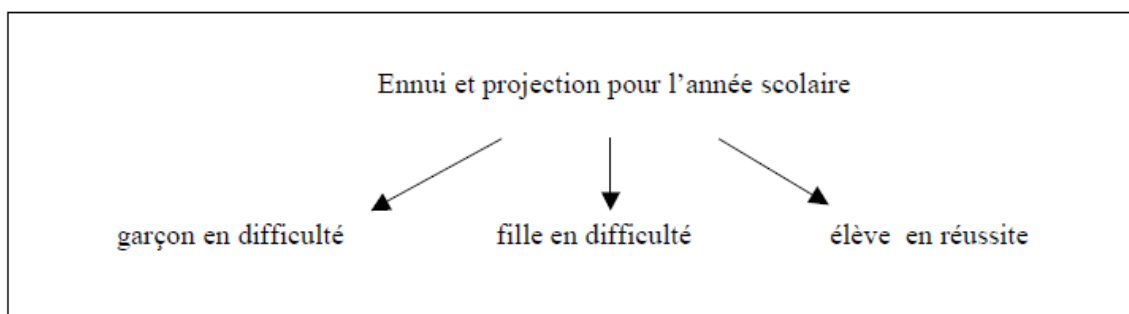 Ennui et projection pour l’année scolaire
garçon en difficulté fille en difficulté élève en réussite